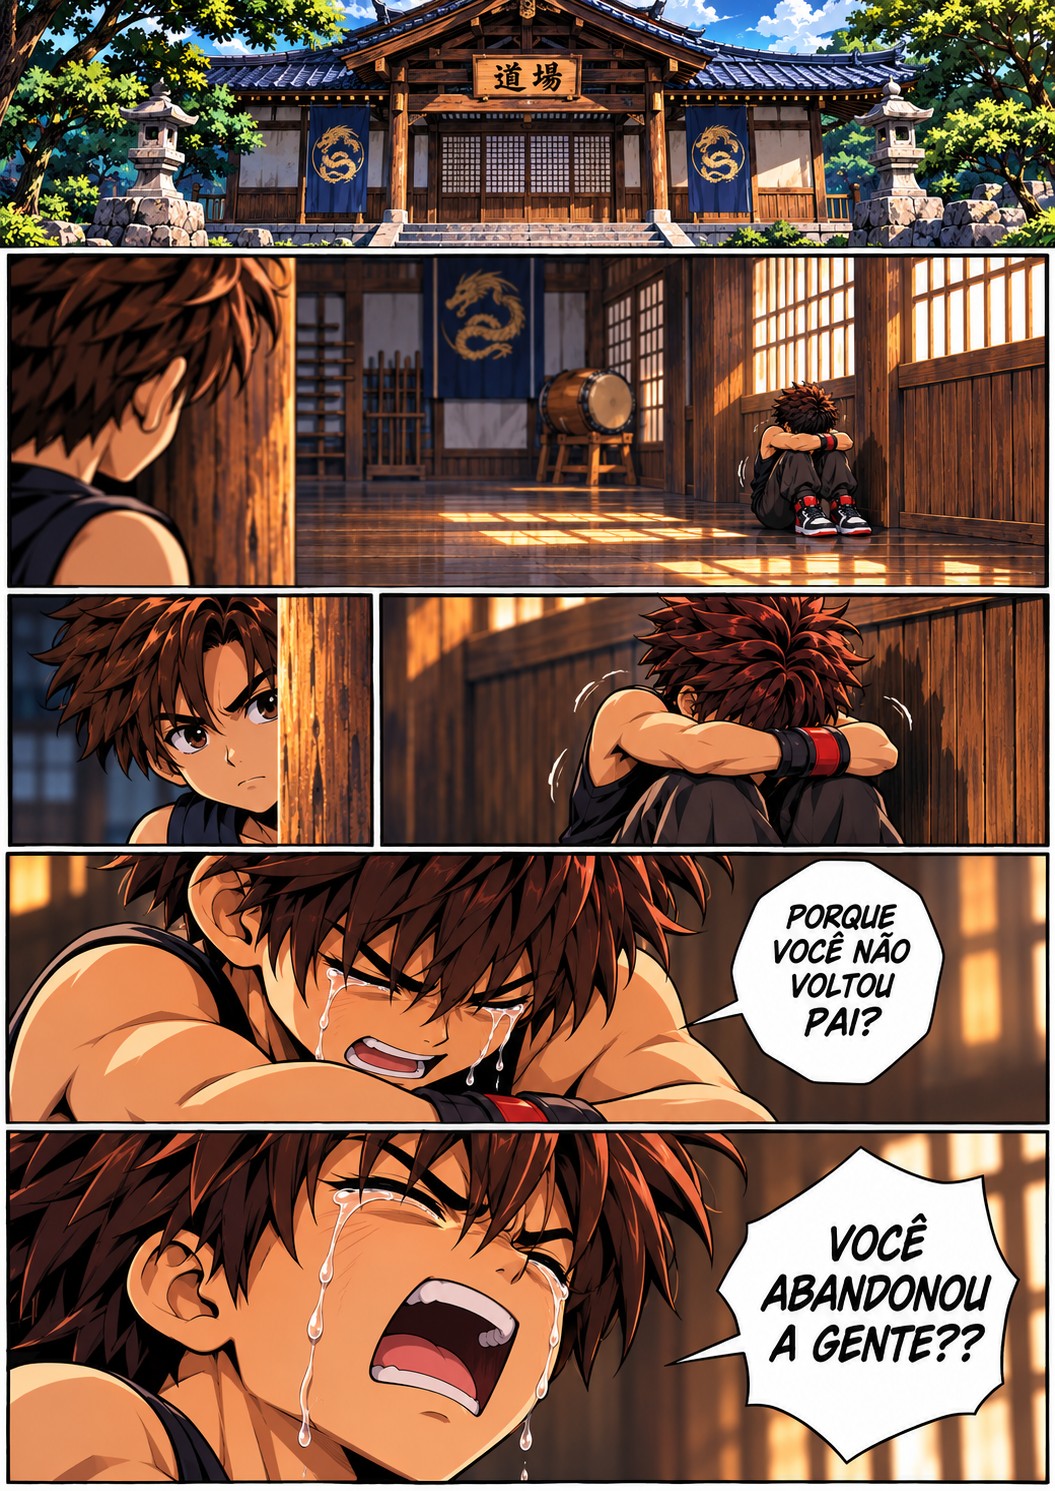 道場
PORQUE
VOCÊ NÃO
VOLTOU
PAI?
VOCÊ
ABANDONOU
A GENTE??